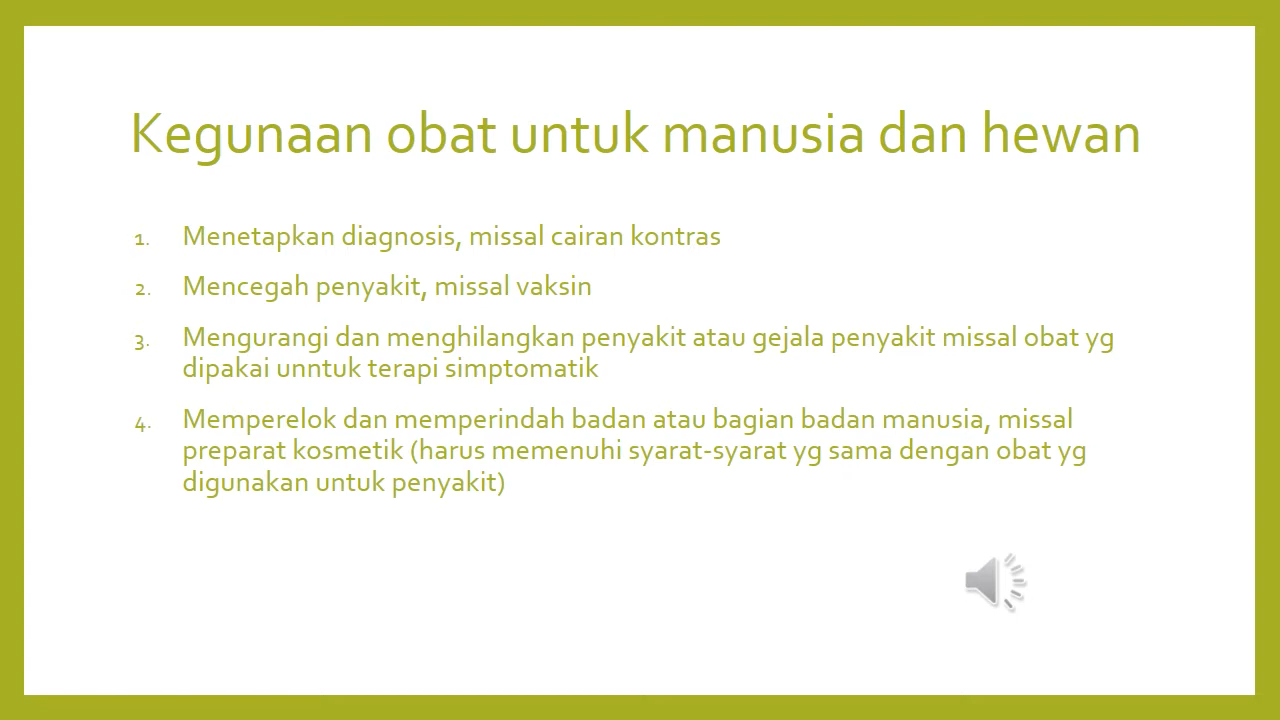 Kegunaan obat untuk manusia dan hewan
1. Menetapkan diagnosis, missal cairan kontras
2. Mencegah penyakit, missal vaksin
3. Mengurangi dan menghilangkan penyakit atau gejala penyakit missal obat yg
dipakai unntuk terapi simptomatik
4. Memperelok dan memperindah badan atau bagian badan manusia, missal
preparat kosmetik (harus memenuhi syarat-syarat yg sama dengan obat yg
digunakan untuk penyakit)